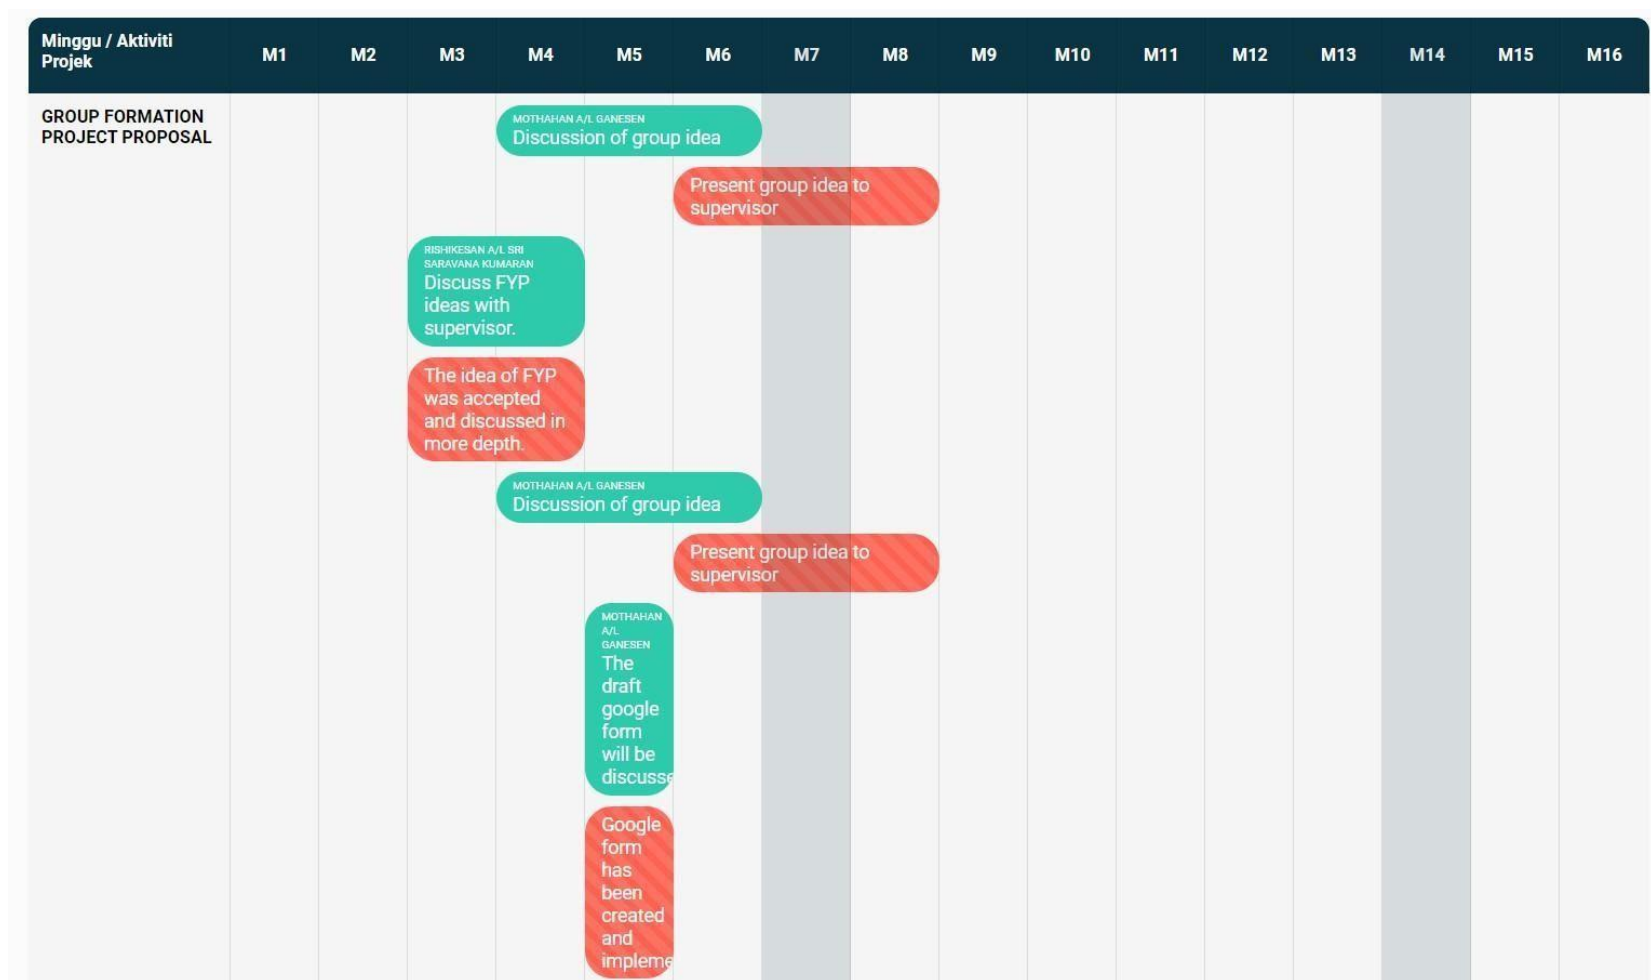 Minggu / Aktiviti
Projek
M1 M2 M3 M4 M5 M6 M7 M8 M9 M10 M11 M12 M13 M14 M15 M16
GROUP FORMATION
PROJECT PROPOSAL
MOTHAHAN A/L GANESEN
Discussion of group idea
Present group idea to
supervisor
RISHIKESAN A/L SRI
SARAVANA KUMARAN
Discuss FYP
ideas with
supervisor.
The idea of FYP
was accepted
and discussed in
more depth.
MOTHAHAN A/L GANESEN
Discussion of group idea
Present group idea to
supervisor
MOTHAHAN
A/L
GANESEN
The
draft
google
form
will be
discusse
Google
form
has
been
created
and
impleme